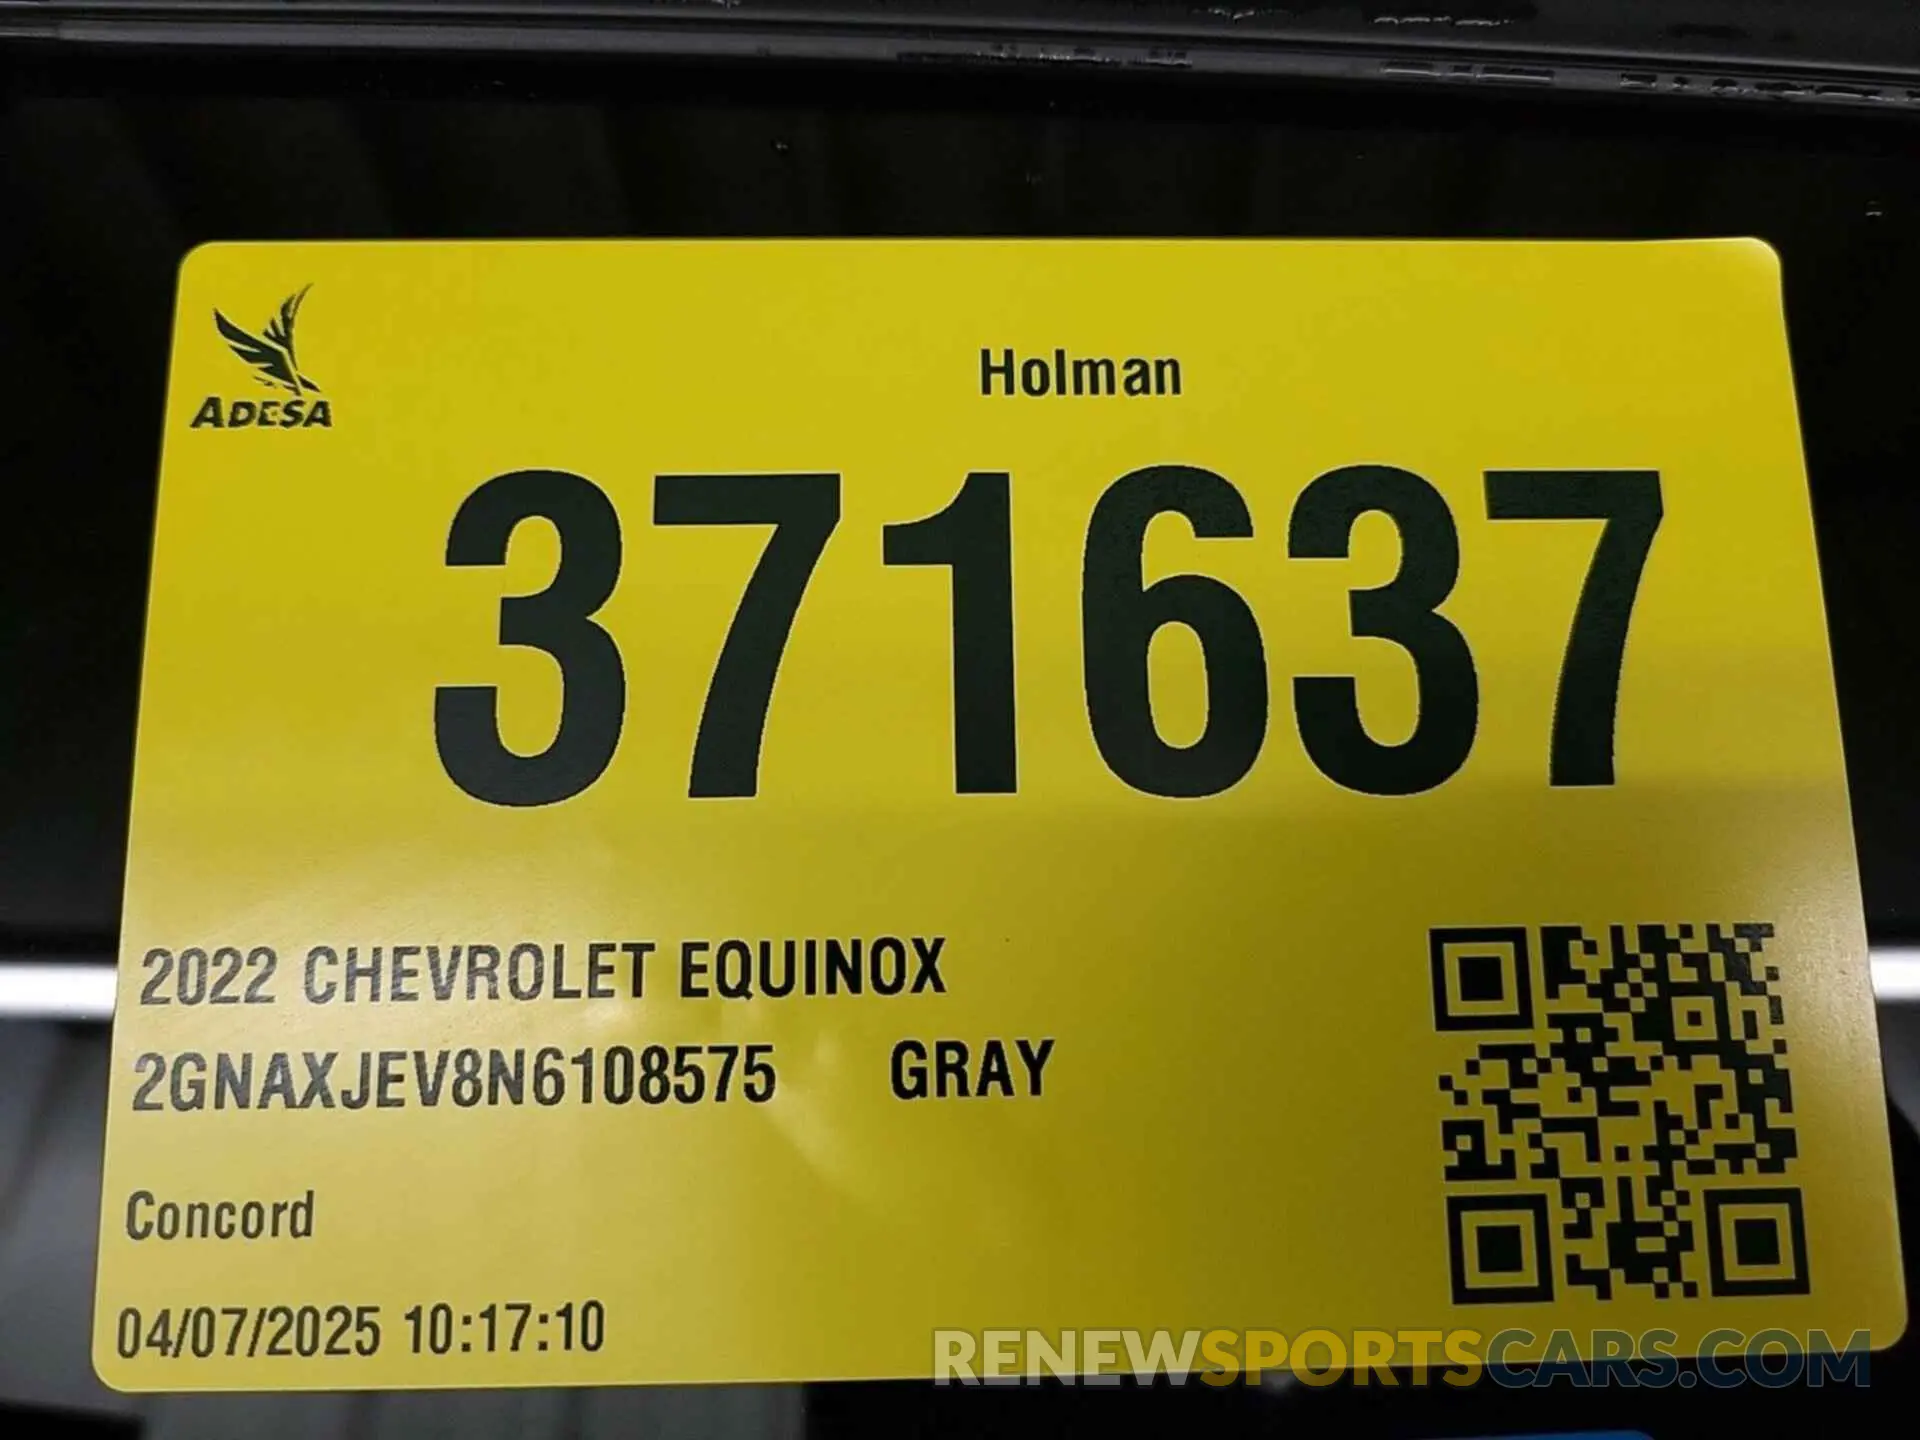 ADESA
Holman
371637
2022 CHEVROLET EQUINOX
2GNAXJEV8N6108575 GRAY
Concord
04/07/2025 10:17:10
RENEWSPORTSCARS.COM